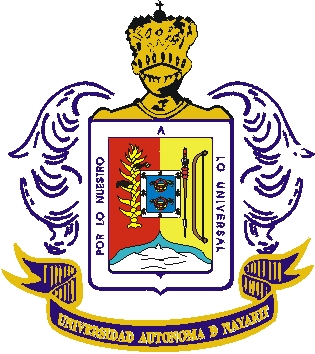 POR LO NUESTRO
A
LO UNIVERSAL
UNIVERSIDAD AUTONOMA D NAYARIT